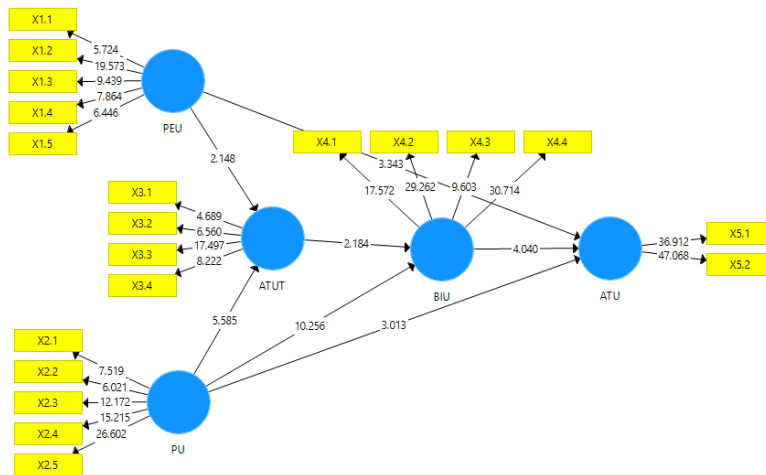 X1.1
X1.2
X1.3
X1.4
X1.5
5.724
19.573
9.439
7.864
6.446
PEU
2.148
X4.1
X4.2
X4.3
X4.4
3.343
17.572
29.262
9.603
30.714
X3.1
X3.2
X3.3
X3.4
4.689
6.560
17.497
8.222
ATUT
2.184
BIU
4.040
ATU
36.912
47.068
X5.1
X5.2
5.585
10.256
3.013
X2.1
X2.2
X2.3
X2.4
X2.5
7.519
6.021
12.172
15.215
26.602
PU